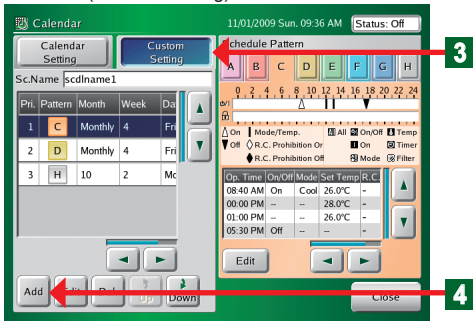 Calendar
11/01/2009 Sun. 09:36 AM
Status: Off
Calendar Setting
Custom Setting
3
Sc.Name scdlname1
Pri. Pattern Month Week
1 C Monthly 4 Fri
2 D Monthly 4 Fri
3 H 10 2
Schedule Pattern
A B C D E F G H
0 2 4 6 8 10 12 14 16 18 20 22 24
On Mode/Temp. All On/Off Temp
Off R.C. Prohibition On On Timer
R.C. Prohibition Off Mode Filter
Op. Time On/Off Mode Set Temp R.C.
08:40 AM On Cool 26.0°C -
00:00 PM -- -- 28.0°C -
01:00 PM -- -- 26.0°C -
05:30 PM Off -- -- -
Edit
Add
Down
Close
4